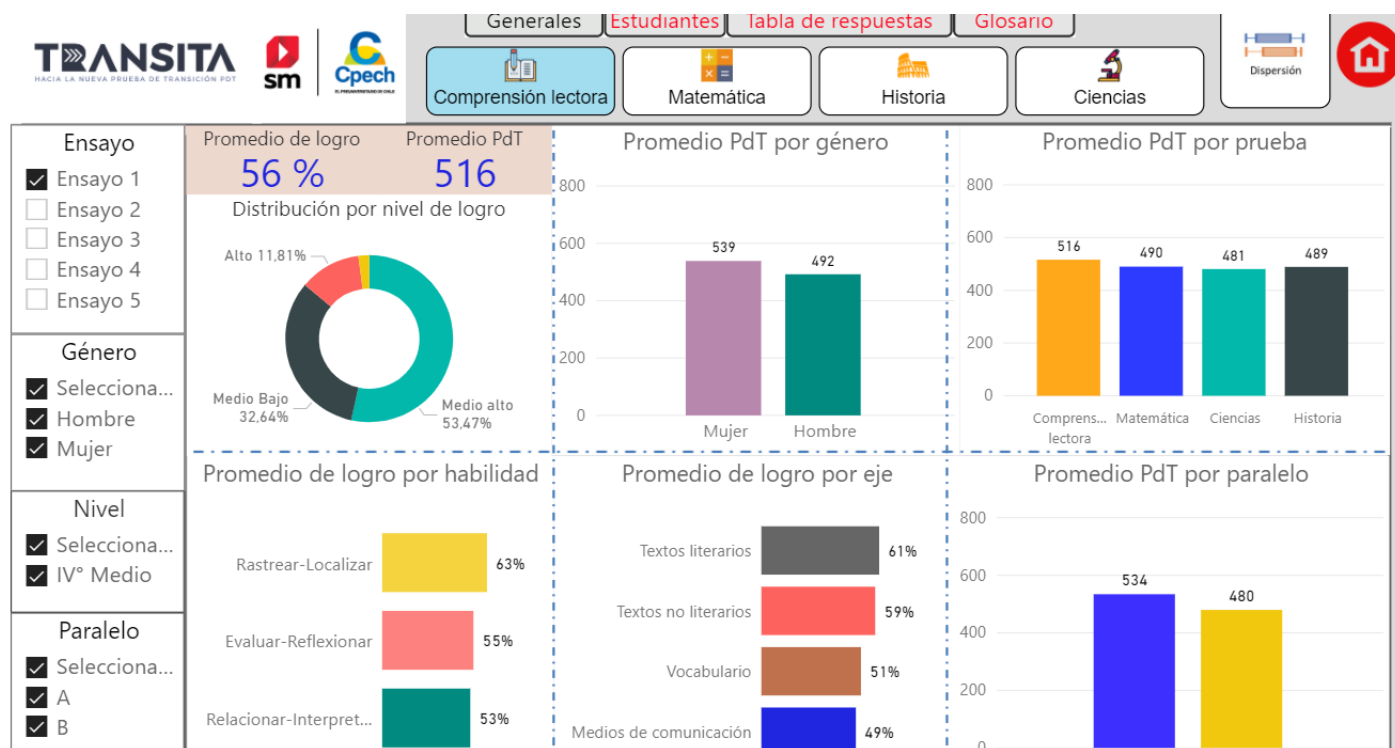 Generales Estudiantes Tabla de respuestas Glosario
TRANSITA
HACIA LA NUEVA PRUEBA DE TRANSICIÓN PDT
sm
Cpech
EL PREUNIVERSITARIO DE CHILE
Comprensión lectora
Matemática
Historia
Ciencias
Dispersión
Ensayo
Ensayo 1
Ensayo 2
Ensayo 3
Ensayo 4
Ensayo 5
Género
Selecciona...
Hombre
Mujer
Nivel
Selecciona...
IV° Medio
Paralelo
Selecciona...
A
B
Promedio de logro
56 %
Promedio PdT
516
Distribución por nivel de logro
Alto 11,81%
Medio Bajo
32,64%
Medio alto
53,47%
Promedio PdT por género
800
600
400
200
0
539
492
Mujer
Hombre
Promedio PdT por prueba
800
600
400
200
0
516
490
481
489
Comprens...
lectora
Matemática
Ciencias
Historia
Promedio de logro por habilidad
Rastrear-Localizar 63%
Evaluar-Reflexionar 55%
Relacionar-Interpret... 53%
Promedio de logro por eje
Textos literarios 61%
Textos no literarios 59%
Vocabulario 51%
Medios de comunicación 49%
Promedio PdT por paralelo
800
600
400
200
0
534
480